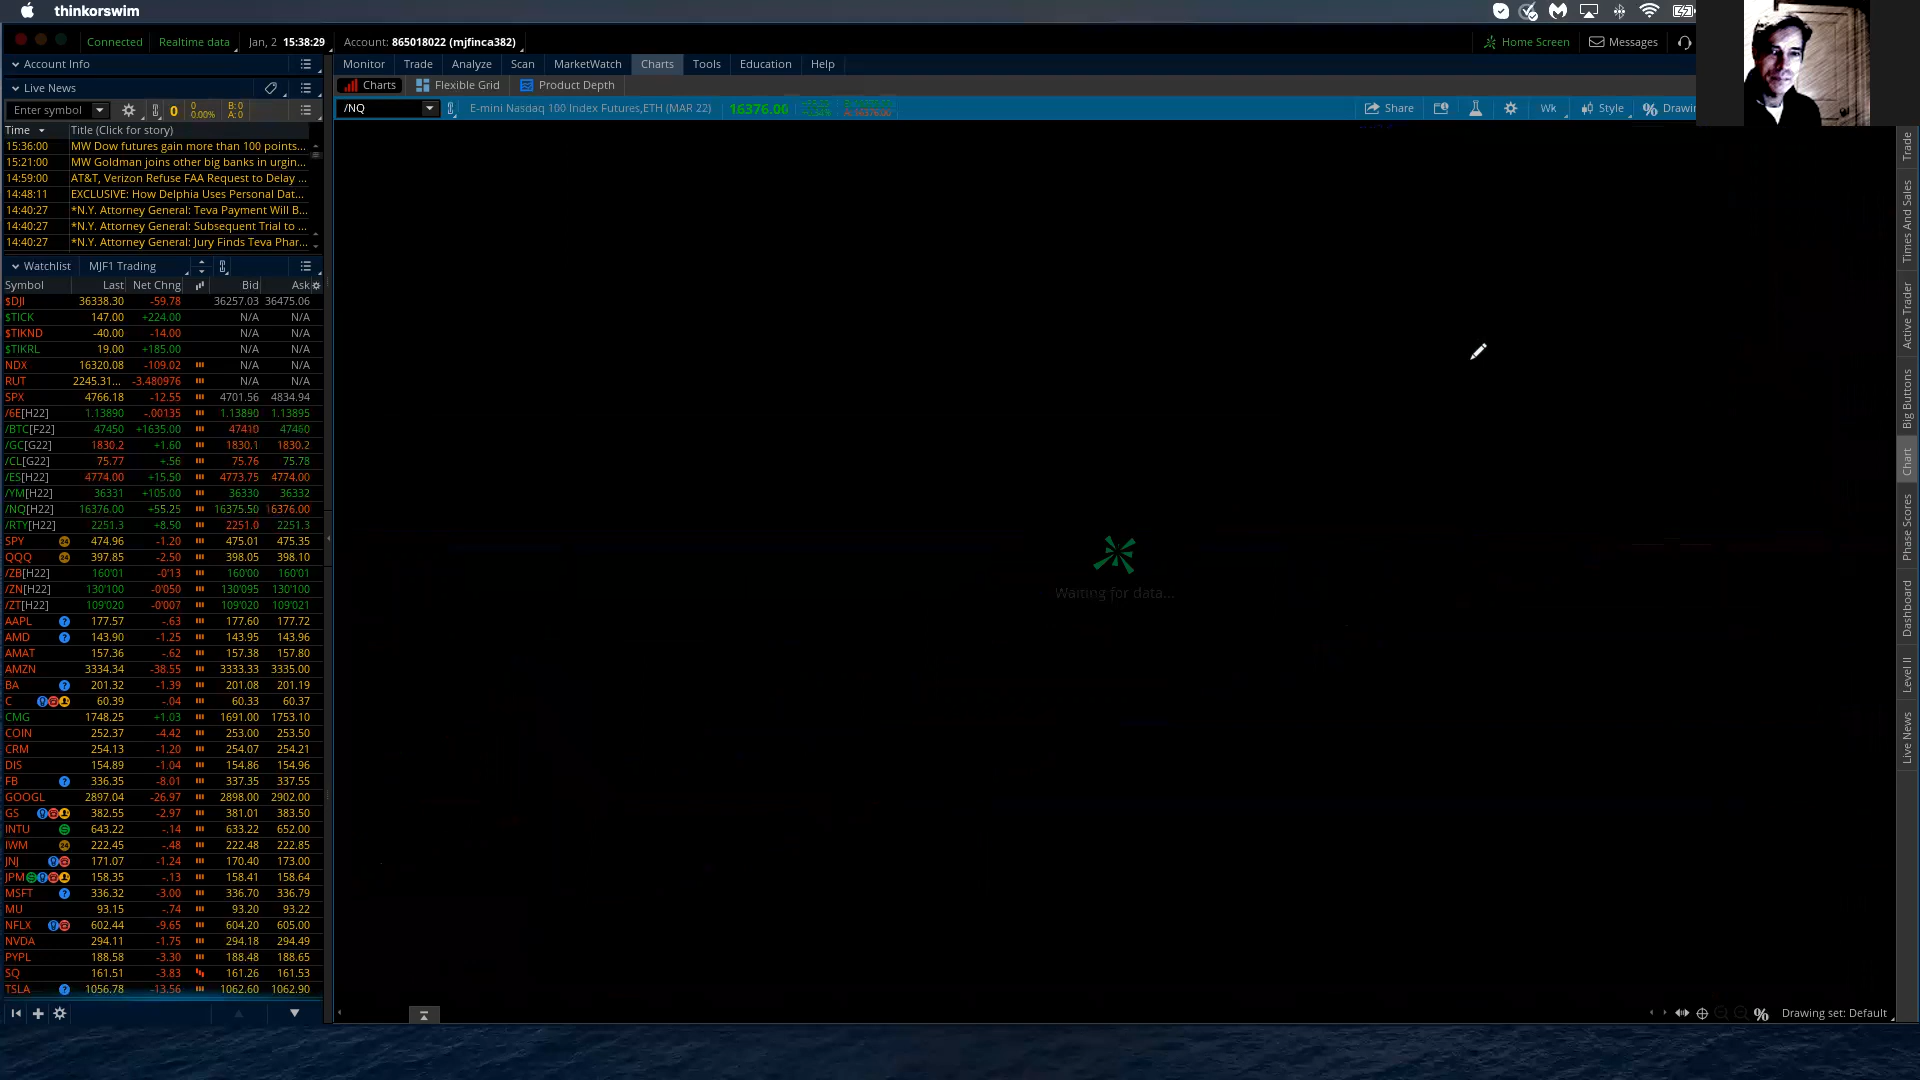 thinkorswim
Connected Realtime data Jan, 2 15:38:29 Account: 865018022 (mjfinca382) Home Screen Messages
Account Info Monitor Trade Analyze Scan MarketWatch Charts Tools Education Help
Live News Charts Flexible Grid Product Depth
Enter symbol 0 0 0.00% B: 0 A: 0 /NQ E-mini Nasdaq 100 Index Futures,ETH (MAR 22) 16376.00 Share Wk Style Drawin
Time Title (Click for story)
15:36:00 MW Dow futures gain more than 100 points...
15:21:00 MW Goldman joins other big banks in urgin...
14:59:00 AT&T, Verizon Refuse FAA Request to Delay ...
14:48:11 EXCLUSIVE: How Delphia Uses Personal Dat...
14:40:27 *N.Y. Attorney General: Teva Payment Will B...
14:40:27 *N.Y. Attorney General: Subsequent Trial to ...
14:40:27 *N.Y. Attorney General: Jury Finds Teva Phar...
Watchlist MJF1 Trading
Symbol Last Net Chng Bid Ask
$DJI 36338.30 -59.78 36257.03 36475.06
$TICK 147.00 +224.00 N/A N/A
$TIKND -40.00 -14.00 N/A N/A
$TIKRL 19.00 +185.00 N/A N/A
NDX 16320.08 -109.02 N/A N/A
RUT 2245.31... -3.480976 N/A N/A
SPX 4766.18 -12.55 4701.56 4834.94
/6E[H22] 1.13890 -.00135 1.13890 1.13895
/BTC[F22] 47450 +1635.00 47410 47460
/GC[G22] 1830.2 +1.60 1830.1 1830.2
/CL[G22] 75.77 +.56 75.76 75.78
/ES[H22] 4774.00 +15.50 4773.75 4774.00
/YM[H22] 36331 +105.00 36330 36332
/NQ[H22] 16376.00 +55.25 16375.50 16376.00
/RTY[H22] 2251.3 +8.50 2251.0 2251.3
SPY 474.96 -1.20 475.01 475.35
QQQ 397.85 -2.50 398.05 398.10
/ZB[H22] 160'01 -0'13 160'00 160'01
/ZN[H22] 130'100 -0'050 130'095 130'100
/ZT[H22] 109'020 -0'007 109'020 109'021
AAPL 177.57 -.63 177.60 177.72
AMD 143.90 -1.25 143.95 143.96
AMAT 157.36 -.62 157.38 157.80
AMZN 3334.34 -38.55 3333.33 3335.00
BA 201.32 -1.39 201.08 201.19
C 60.39 -.04 60.33 60.37
CMG 1748.25 +1.03 1691.00 1753.10
COIN 252.37 -4.42 253.00 253.50
CRM 254.13 -1.20 254.07 254.21
DIS 154.89 -1.04 154.86 154.96
FB 336.35 -8.01 337.35 337.55
GOOGL 2897.04 -26.97 2898.00 2902.00
GS 382.55 -2.97 381.01 383.50
INTU 643.22 -.14 633.22 652.00
IWM 222.45 -.48 222.48 222.85
JNJ 171.07 -1.24 170.40 173.00
JPM 158.35 -.13 158.41 158.64
MSFT 336.32 -3.00 336.70 336.79
MU 93.15 -.74 93.20 93.22
NFLX 602.44 -9.65 604.20 605.00
NVDA 294.11 -1.75 294.18 294.49
PYPL 188.58 -3.30 188.48 188.65
SQ 161.51 -3.83 161.26 161.53
TSLA 1056.78 -13.56 1062.60 1062.90
Waiting for data...
Drawing set: Default
Trade
Times And Sales
Active Trader
Big Buttons
Chart
Phase Scores
Dashboard
Level II
Live News